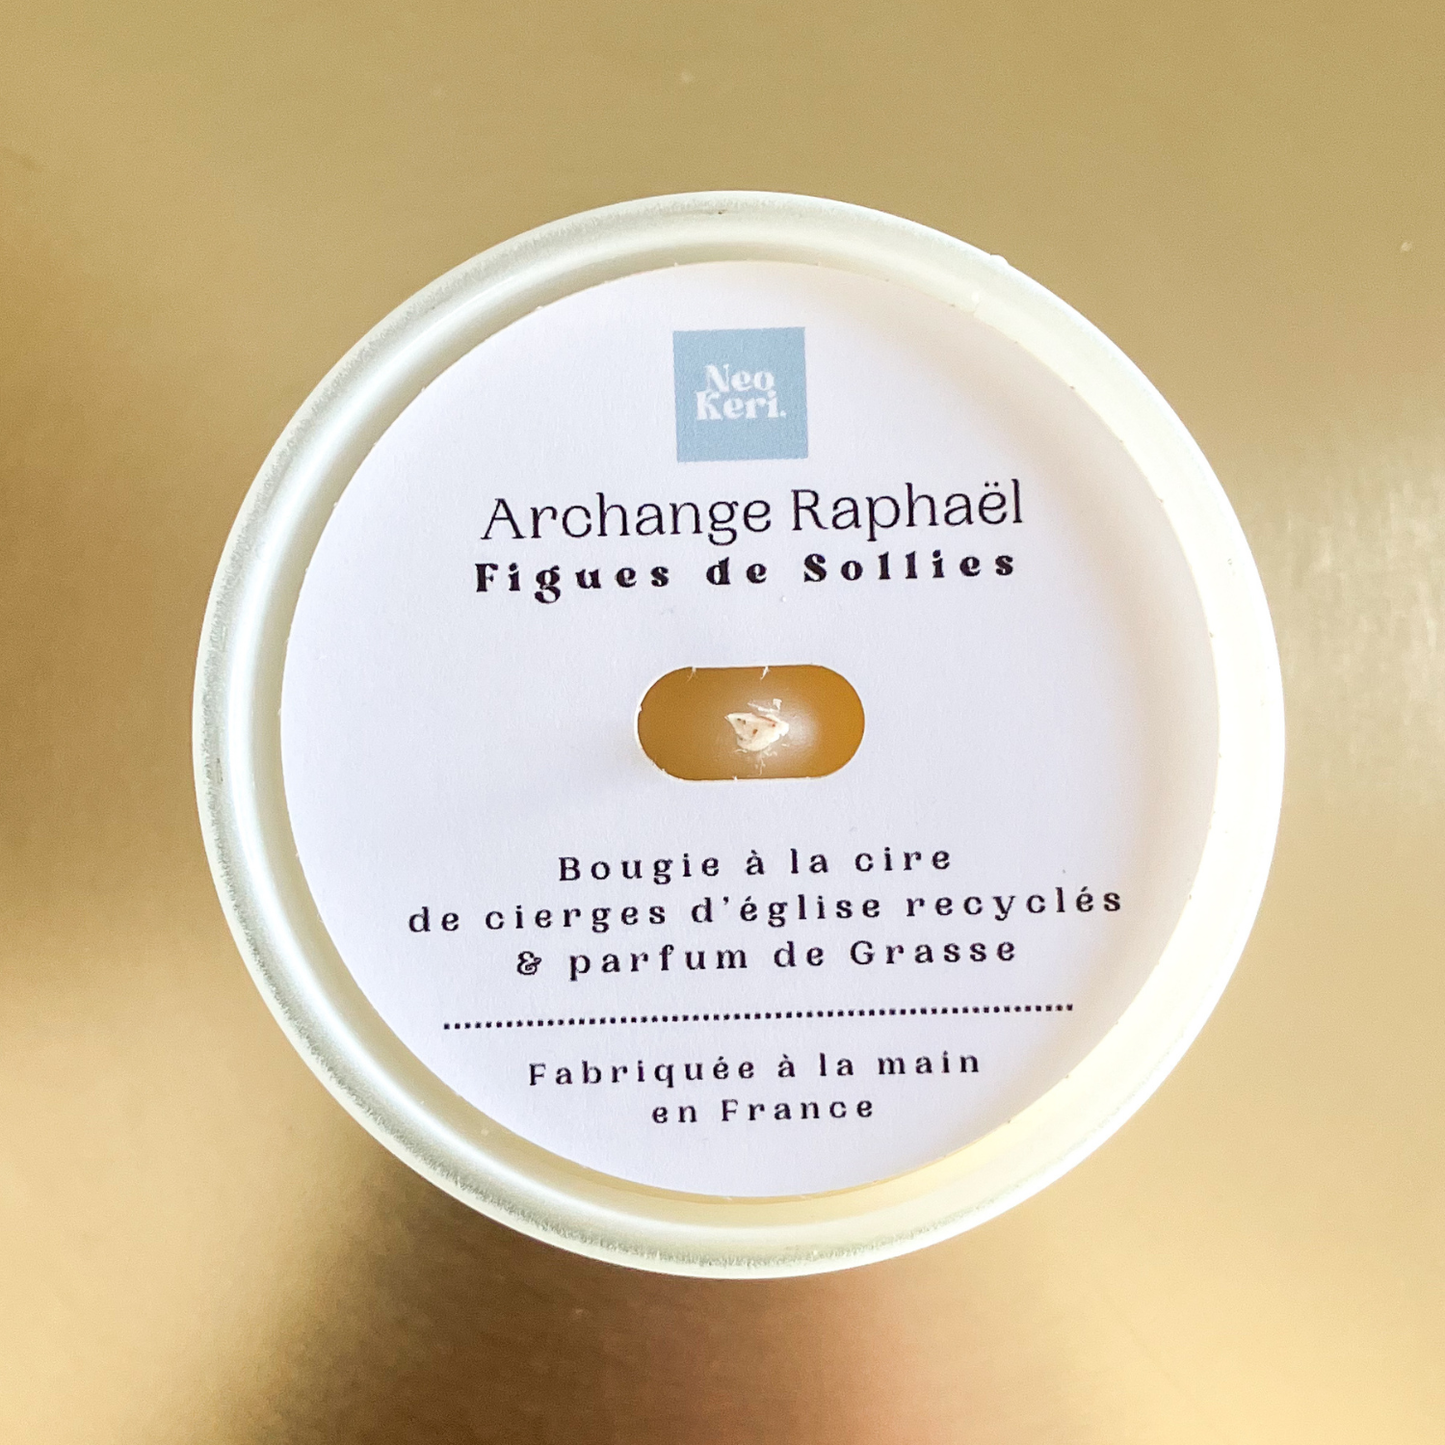 Neo
Keri.
Archange Raphaël
Figues de Sollies
Bougie à la cire
de cierges d'église recyclés
& parfum de Grasse
Fabriquée à la main
en France